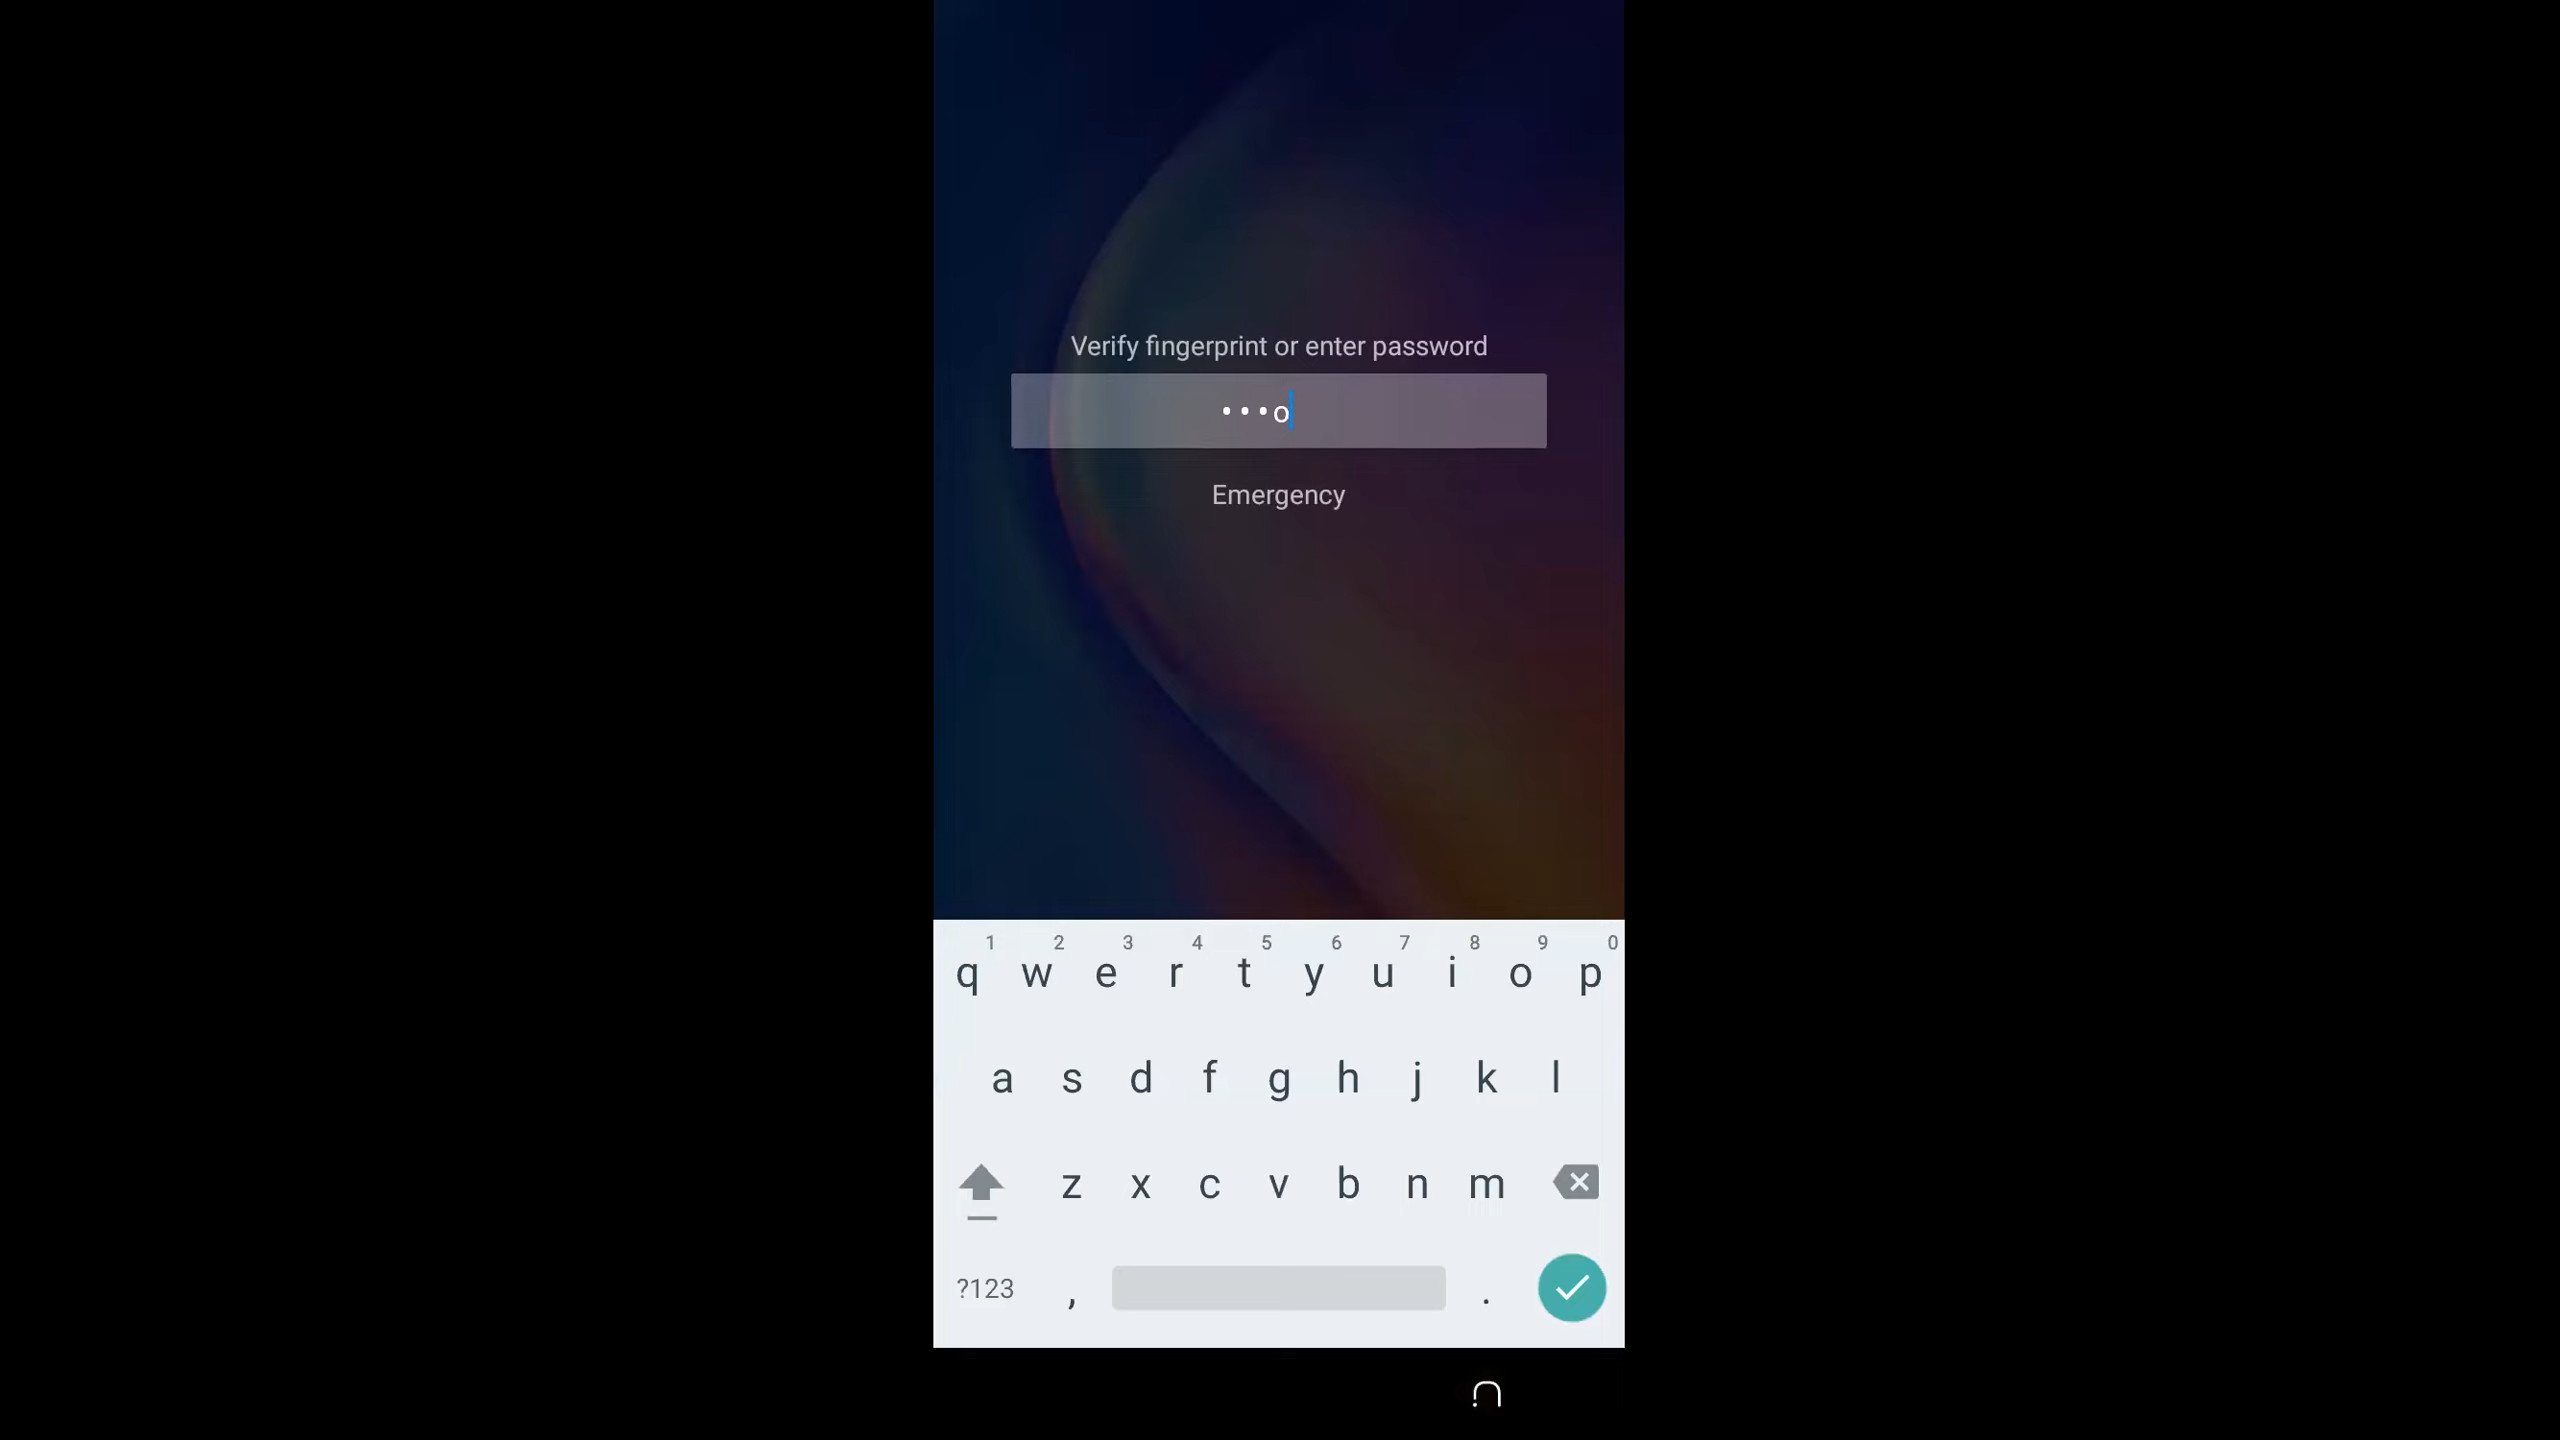 Verify fingerprint or enter password
•••o
Emergency
1 2 3 4 5 6 7 8 9 0
q w e r t y u i o p
a s d f g h j k l
z x c v b n m
?123 , .